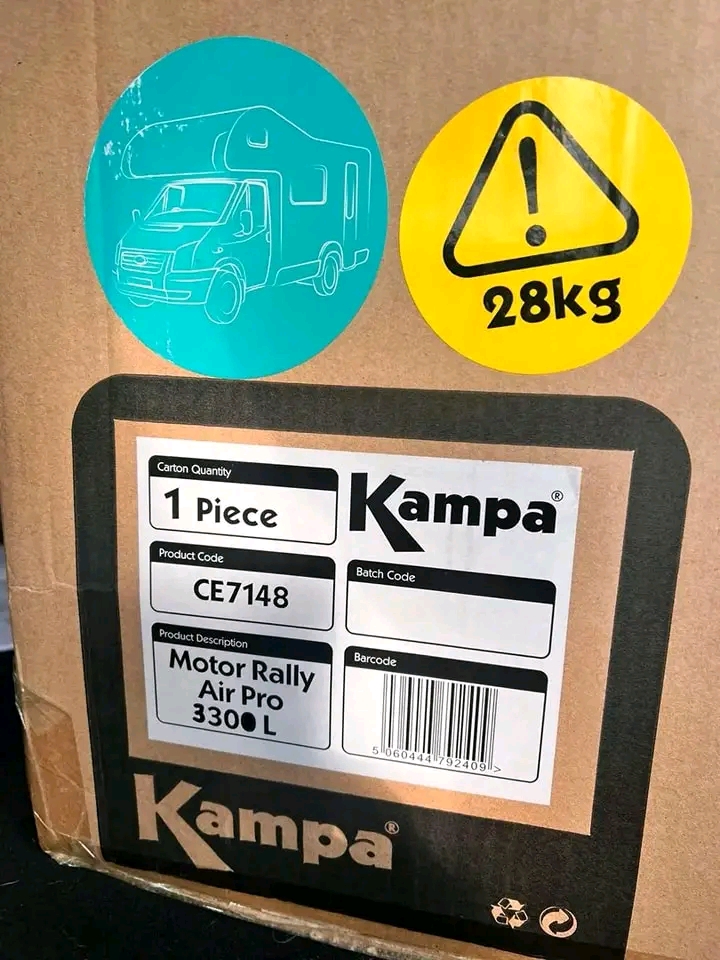 28kg
Carton Quantity
1 Piece
Kampa®
Product Code
CE7148
Batch Code
Product Description
Motor Rally
Air Pro
3300 L
Barcode
5 060444 792409 >
Kampa®